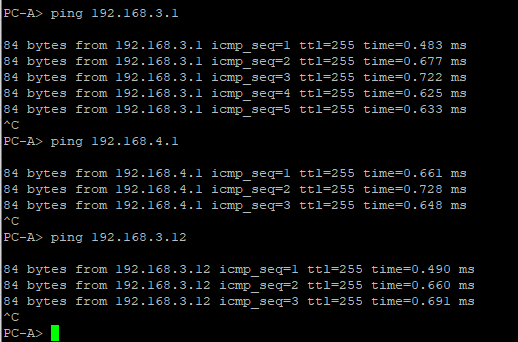 PC-A> ping 192.168.3.1
84 bytes from 192.168.3.1 icmp_seq=1 ttl=255 time=0.483 ms
84 bytes from 192.168.3.1 icmp_seq=2 ttl=255 time=0.677 ms
84 bytes from 192.168.3.1 icmp_seq=3 ttl=255 time=0.722 ms
84 bytes from 192.168.3.1 icmp_seq=4 ttl=255 time=0.625 ms
84 bytes from 192.168.3.1 icmp_seq=5 ttl=255 time=0.633 ms
^C
PC-A> ping 192.168.4.1
84 bytes from 192.168.4.1 icmp_seq=1 ttl=255 time=0.661 ms
84 bytes from 192.168.4.1 icmp_seq=2 ttl=255 time=0.728 ms
84 bytes from 192.168.4.1 icmp_seq=3 ttl=255 time=0.648 ms
^C
PC-A> ping 192.168.3.12
84 bytes from 192.168.3.12 icmp_seq=1 ttl=255 time=0.490 ms
84 bytes from 192.168.3.12 icmp_seq=2 ttl=255 time=0.660 ms
84 bytes from 192.168.3.12 icmp_seq=3 ttl=255 time=0.691 ms
^C
PC-A>